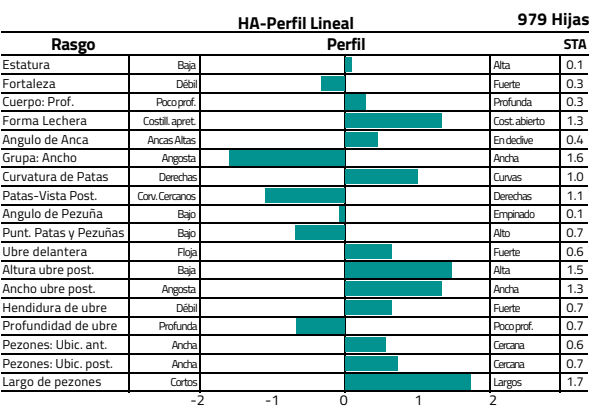 HA-Perfil Lineal 979 Hijas
Rasgo Perfil STA
Estatura Baja Alta 0.1
Fortaleza Débil Fuerte 0.3
Cuerpo: Prof. Poco prof. Profunda 0.3
Forma Lechera Costill. apret. Cost. abierto 1.3
Angulo de Anca Ancas Altas En declive 0.4
Grupa: Ancho Angosta Ancha 1.6
Curvatura de Patas Derechas Curvas 1.0
Patas-Vista Post. Corv. Cercanos Derechas 1.1
Angulo de Pezuña Bajo Empinado 0.1
Punt. Patas y Pezuñas Bajo Alto 0.7
Ubre delantera Floja Fuerte 0.6
Altura ubre post. Baja Alta 1.5
Ancho ubre post. Angosta Ancha 1.3
Hendidura de ubre Débil Fuerte 0.7
Profundidad de ubre Profunda Poco prof. 0.7
Pezones: Ubic. ant. Ancha Cercana 0.6
Pezones: Ubic. post. Ancha Cercana 0.7
Largo de pezones Cortos Largos 1.7
-2 -1 0 1 2